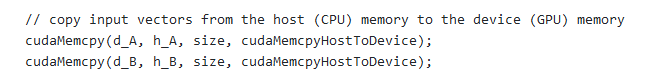 // copy input vectors from the host (CPU) memory to the device (GPU) memory
cudaMemcpy(d_A, h_A, size, cudaMemcpyHostToDevice);
cudaMemcpy(d_B, h_B, size, cudaMemcpyHostToDevice);